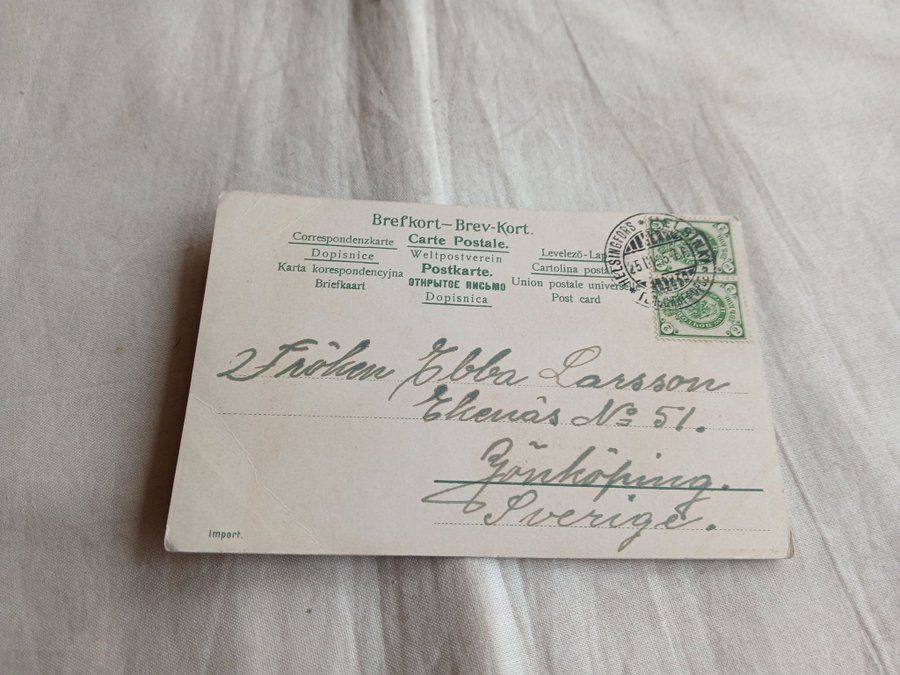 Brefkort—Brev-Kort.
Correspondenzkarte Carte Postale.
Dopisnice Weltpostverein Levelező-Lap
Karta korespondencyjna Postkarte. Cartolina postale
Briefkaart ОТКРЫТОЕ ПИСЬМО Union postale universelle
Dopisnica Post card
HELSINGFORS HELSINKI
Fröken Ebba Larsson
Ekenäs No 51.
Jönköping.
Sverige.
Import.